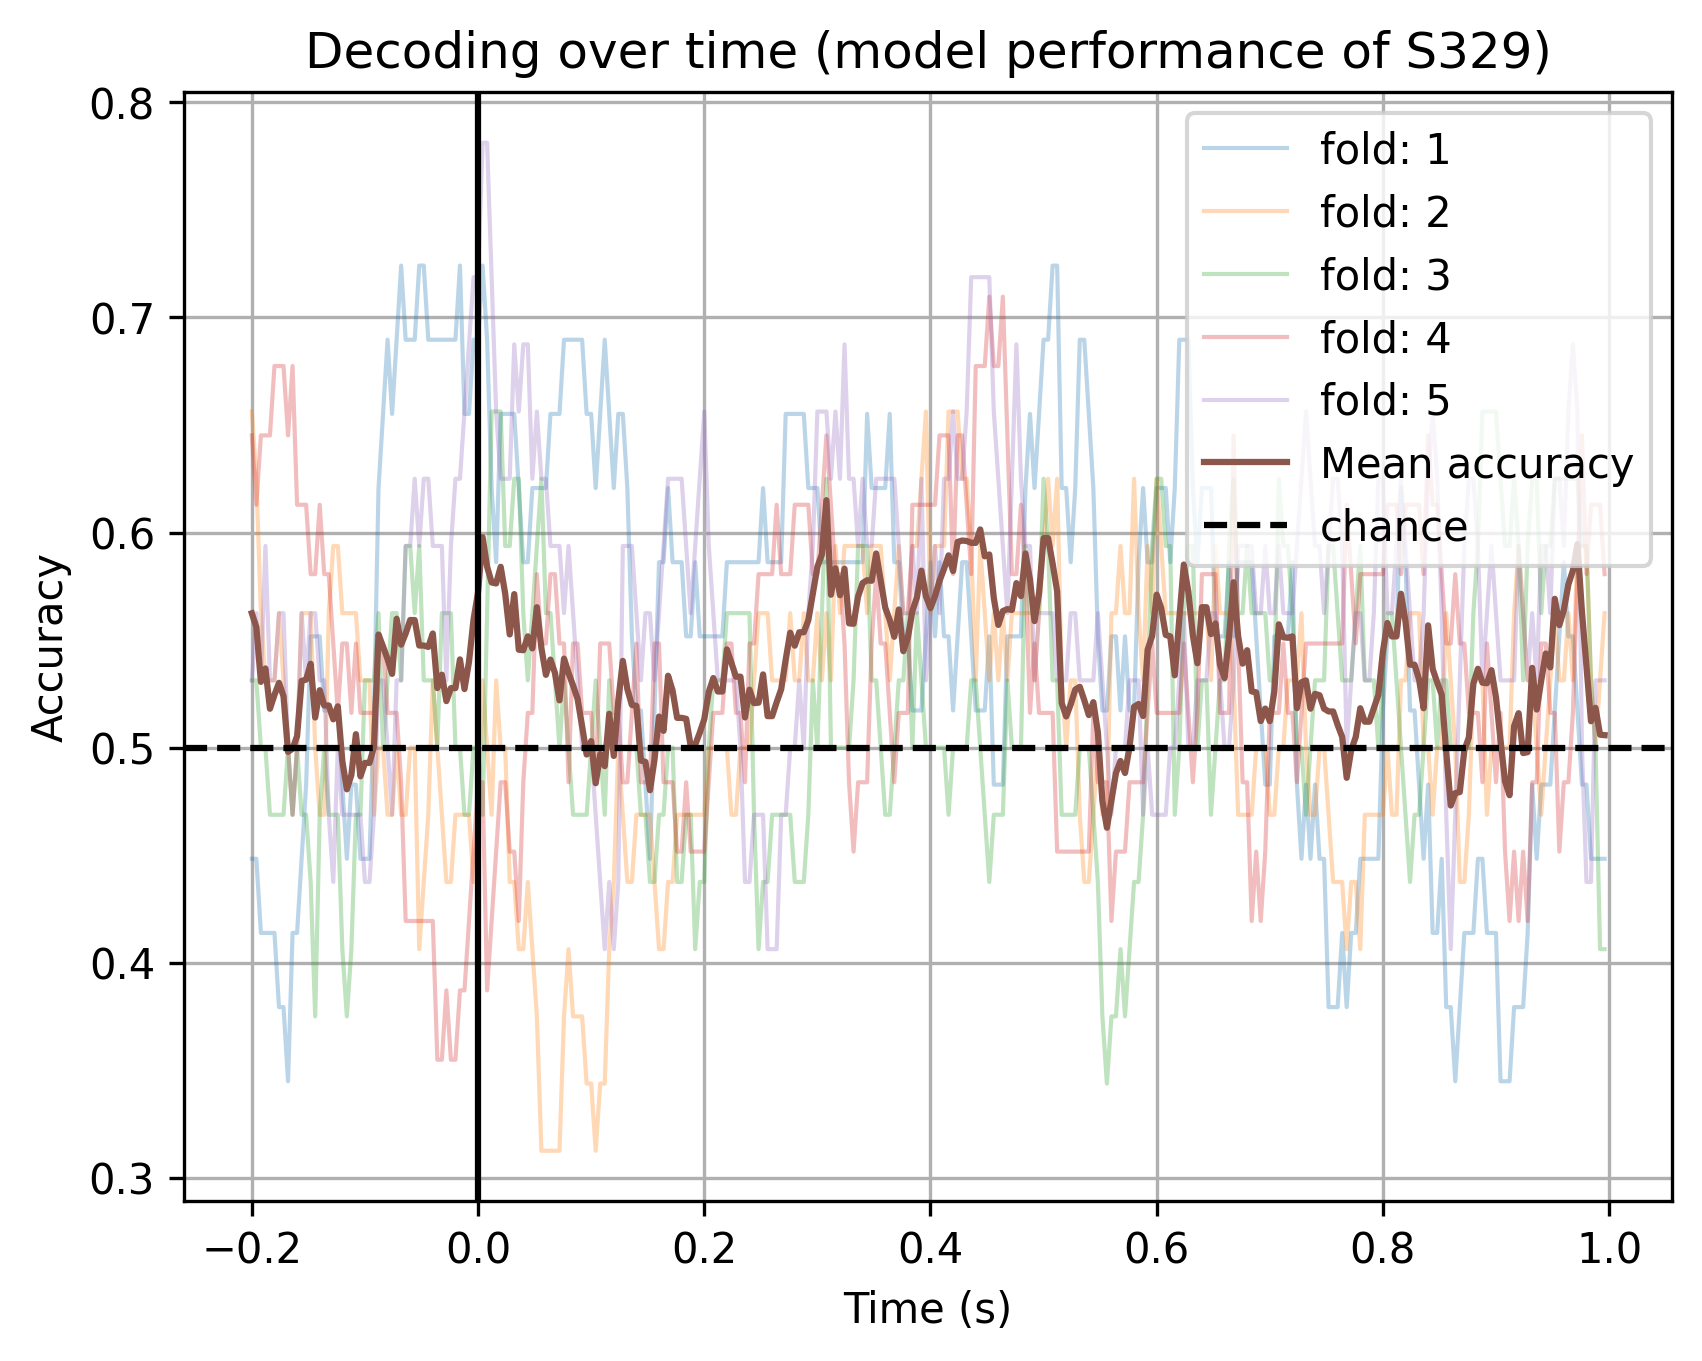 Decoding over time (model performance of S329)
0.8
0.7
0.6
0.5
0.4
0.3
Accuracy
fold: 1
fold: 2
fold: 3
fold: 4
fold: 5
Mean accuracy
chance
−0.2 0.0 0.2 0.4 0.6 0.8 1.0
Time (s)